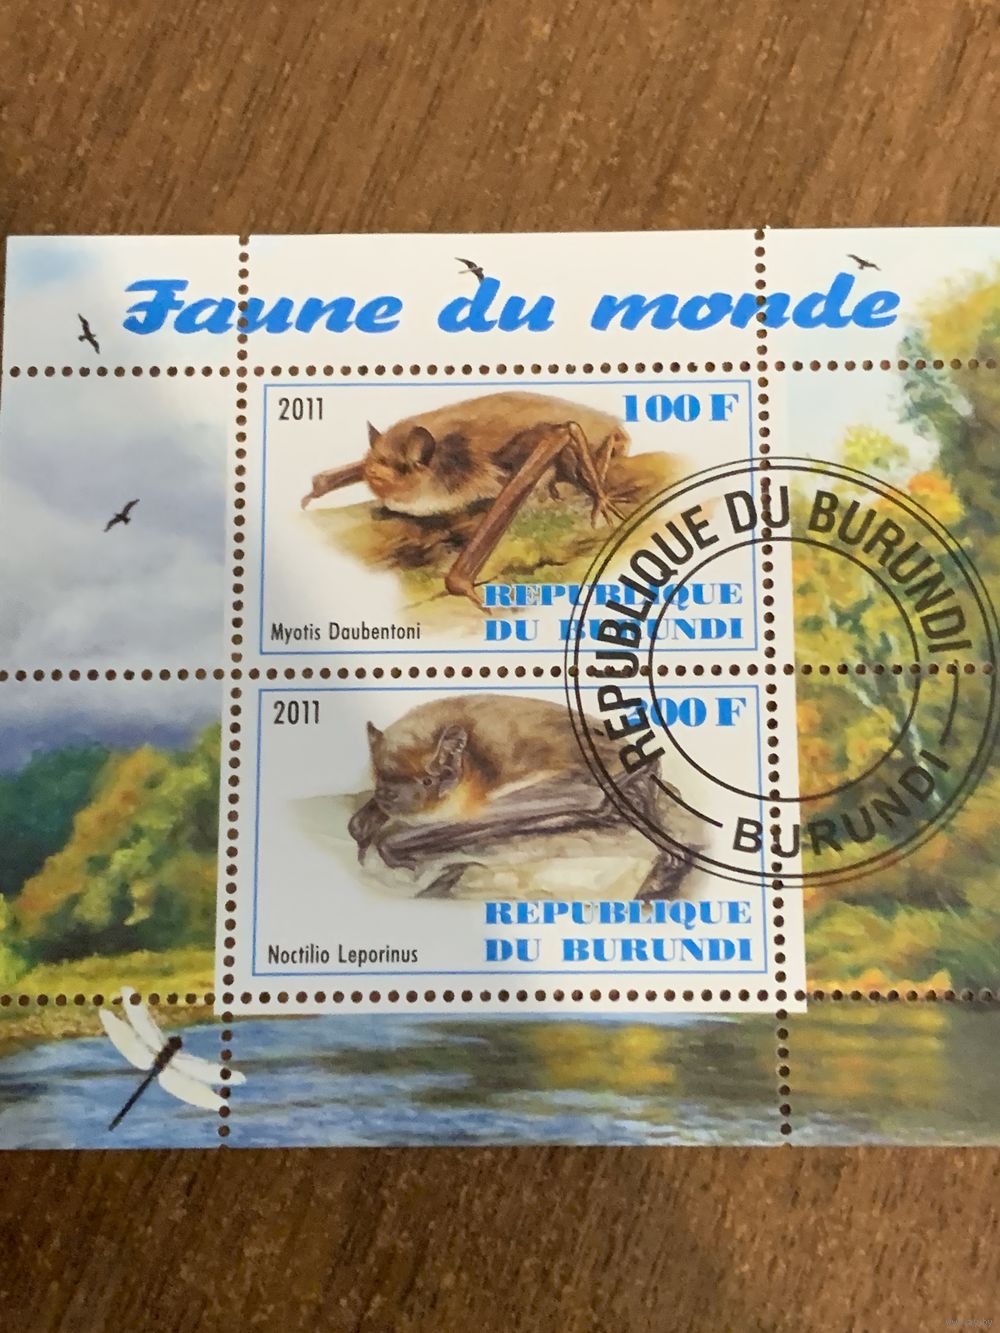 Faune du monde
2011
100 F
REPUBLIQUE
DU BURUNDI
Myotis Daubentoni
2011
00 F
REPUBLIQUE
DU BURUNDI
Noctilio Leporinus
RÉPUBLIQUE DU BURUNDI
BURUNDI